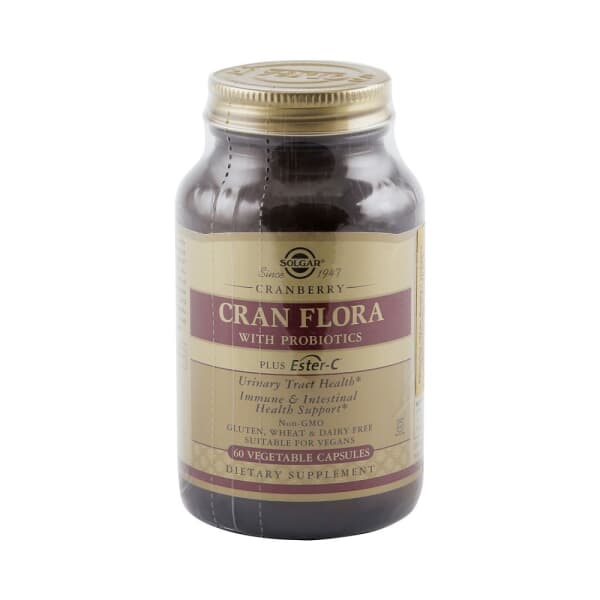 SOLGAR®
Since 1947
CRANBERRY
CRAN FLORA
WITH PROBIOTICS
PLUS Ester-C®
Urinary Tract Health*
Immune & Intestinal
Health Support*
NON-GMO
GLUTEN, WHEAT & DAIRY FREE
SUITABLE FOR VEGANS
60 VEGETABLE CAPSULES
DIETARY SUPPLEMENT